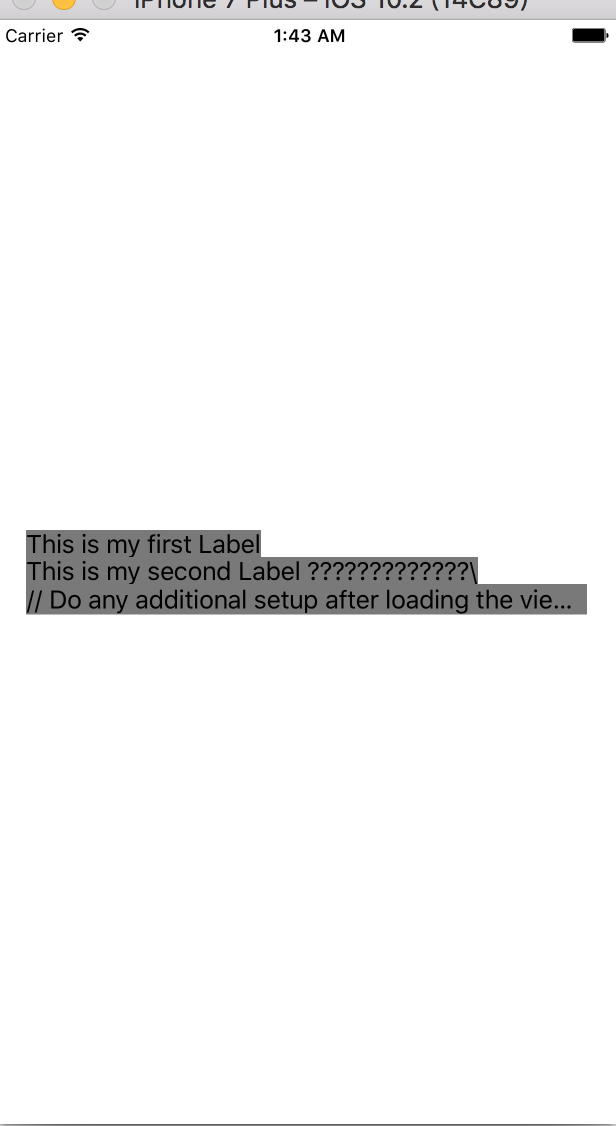 iPhone 7 Plus – iOS 10.2 (14C89)
Carrier 1:43 AM
This is my first Label
This is my second Label ?????????????\
// Do any additional setup after loading the vie...